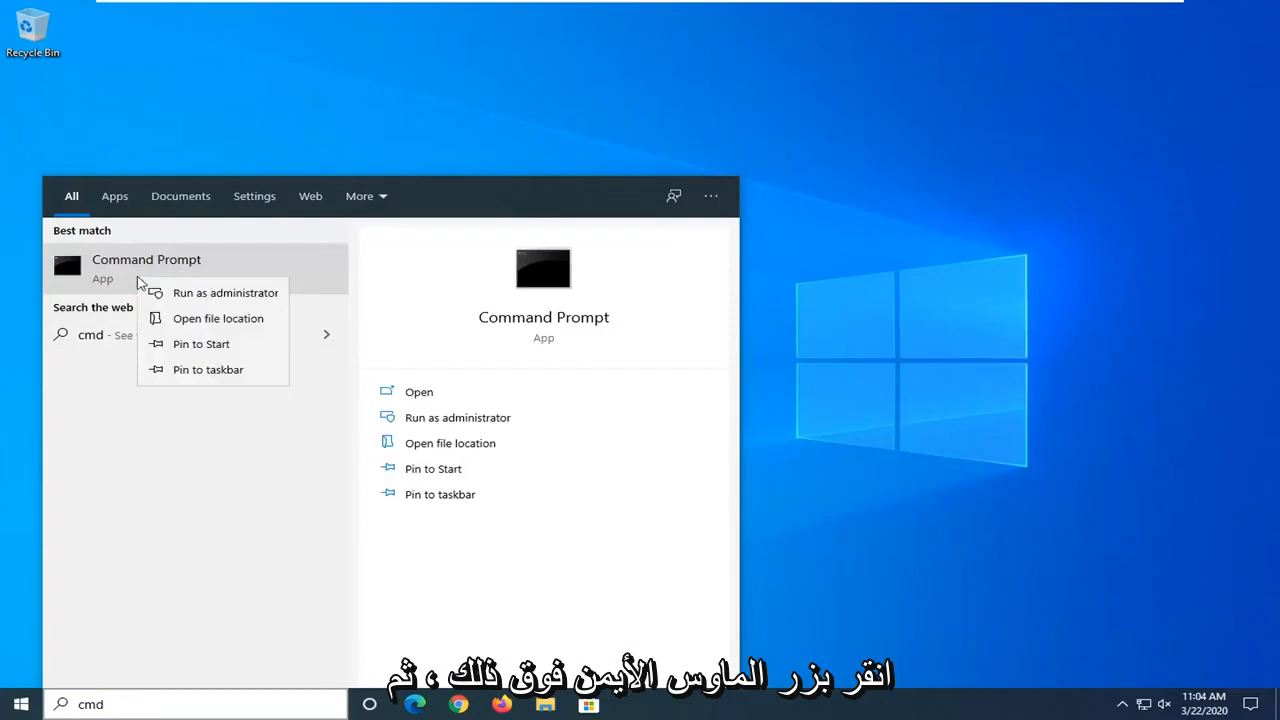 Recycle Bin
All Apps Documents Settings Web More
Best match
Command Prompt
App
Search the web
cmd - See
Run as administrator
Open file location
Pin to Start
Pin to taskbar
Command Prompt
App
Open
Run as administrator
Open file location
Pin to Start
Pin to taskbar
انقر بزر الماوس الأيمن فوق ذلك ، ثم
cmd
11:04 AM
3/22/2020